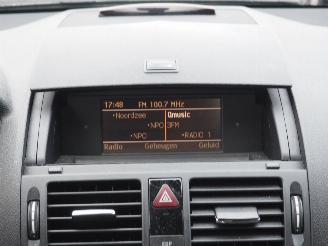 17:48 FM 100.7 MHz
•Noordzee Qmusic
•NPO 3FM
•NPO •RADIO 1
Radio Geheugen Geluid